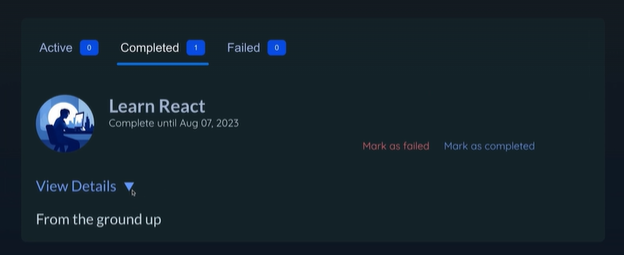 Active 0 Completed 1 Failed 0
Learn React
Complete until Aug 07, 2023
Mark as failed Mark as completed
View Details ▼
From the ground up